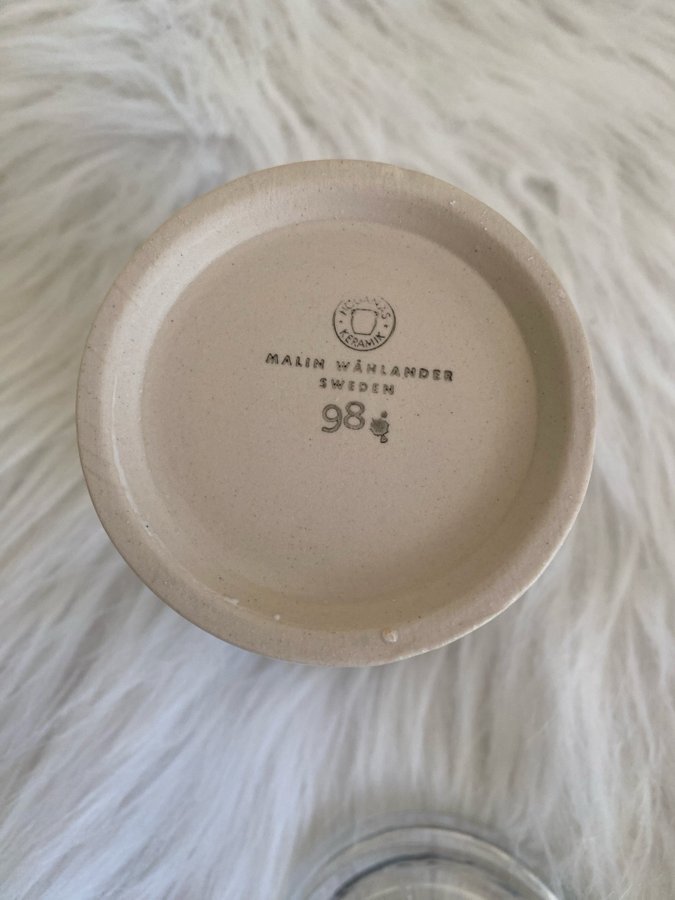 HÖGANÄS
KERAMIK
MALIN WÅHLANDER
SWEDEN
98